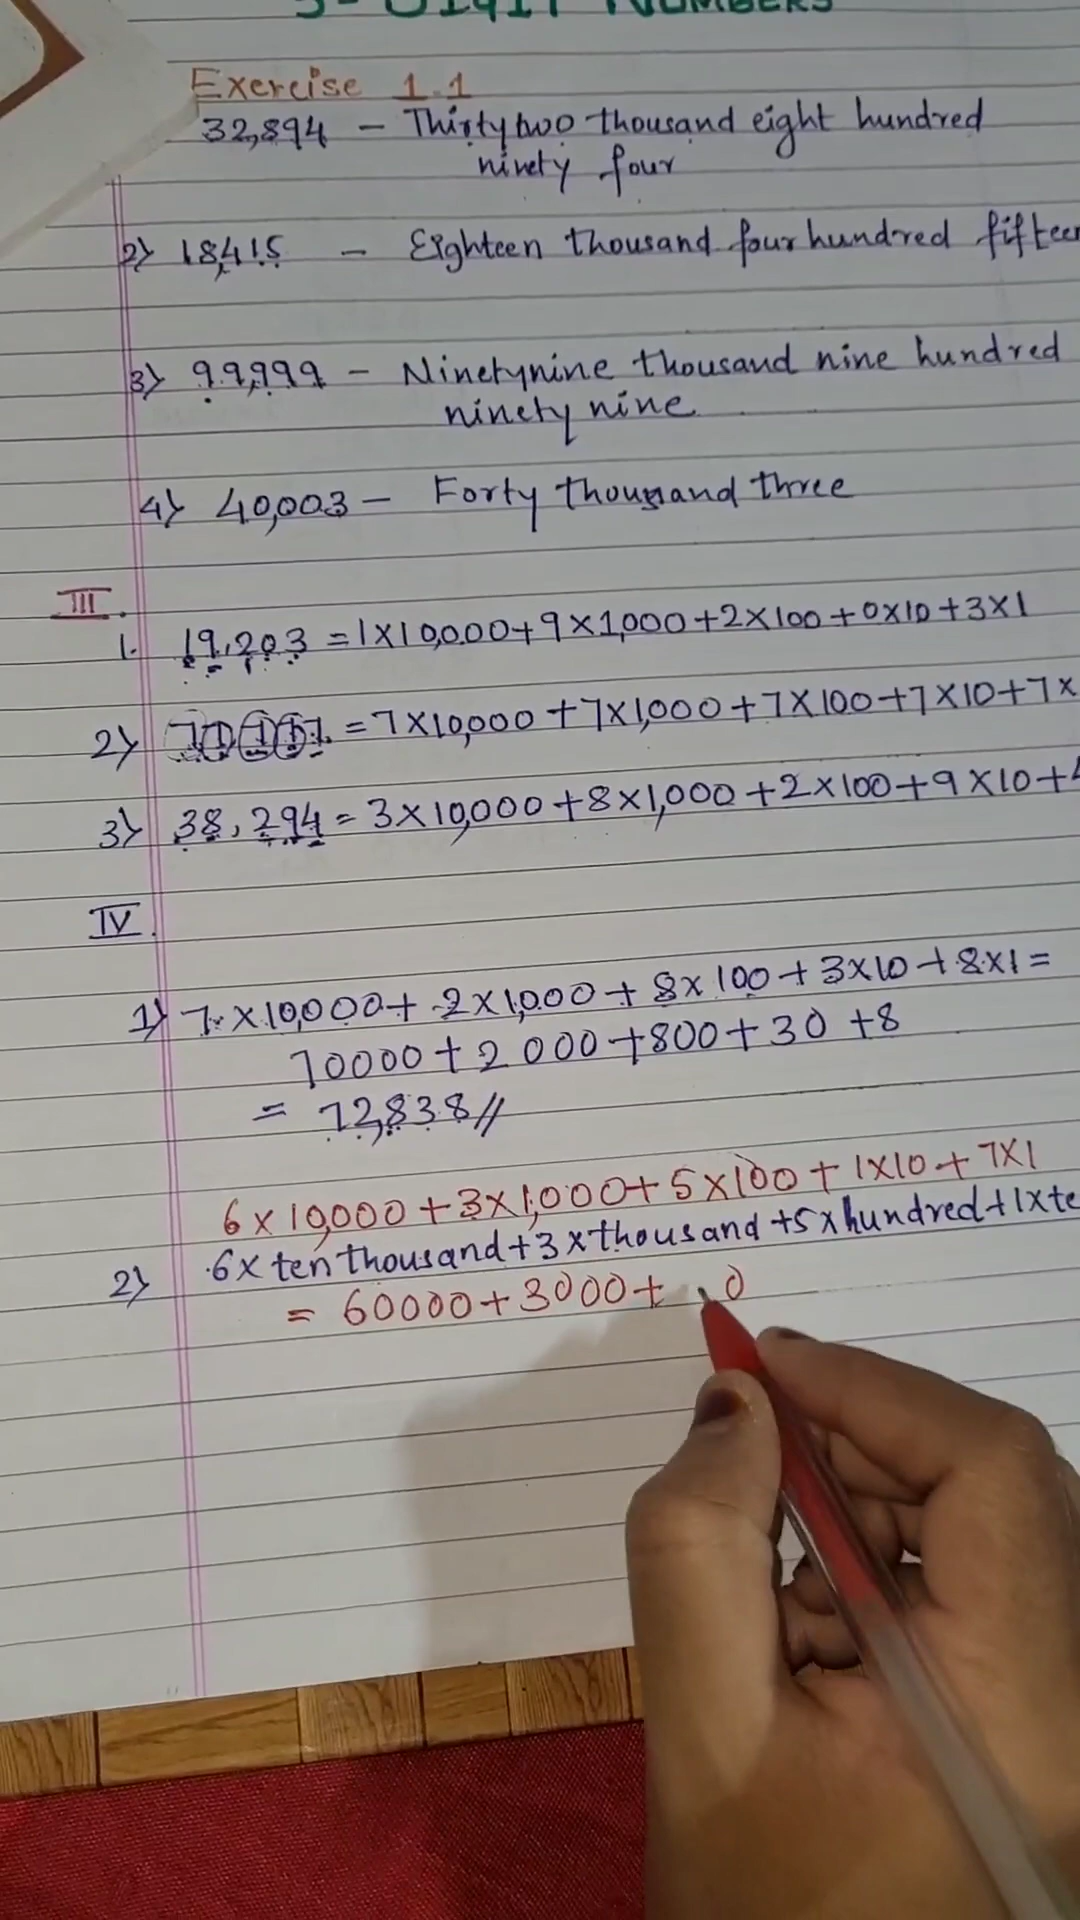 5-DIGIT NUMBERS
Exercise 1.1
32,894 - Thirtytwo thousand eight hundred
ninety four
2) 18,415 - Eighteen thousand four hundred fifteen
3) 99,999 - Ninetynine thousand nine hundred
ninety nine
4) 40,003 - Forty thousand three
III.
1. 19,203 = 1×10,000+9×1,000+2×100+0×10+3×1
2) = 7×10,000+7×1,000+7×100+7×10+7×
3) 38,294 = 3×10,000+8×1,000+2×100+9×10+4
IV.
1) 7×10,000+2×1,000+8×100+3×10+8×1=
70000+2000+800+30+8
= 72,838//
6×10,000+3×1,000+5×100+1×10+7×1
2) 6× ten thousand+3×thousand+5×hundred+1×te
= 60000+3000+ 0